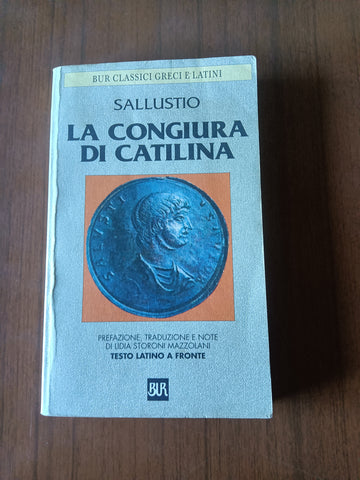 BUR CLASSICI GRECI E LATINI
SALLUSTIO
LA CONGIURA
DI CATILINA
PREFAZIONE, TRADUZIONE E NOTE
DI LIDIA STORONI MAZZOLANI
TESTO LATINO A FRONTE
BUR